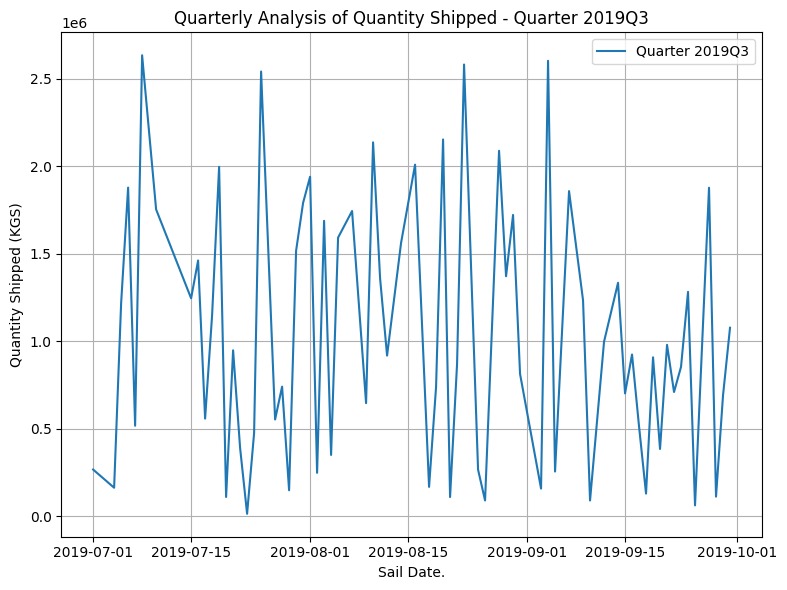 Quarterly Analysis of Quantity Shipped - Quarter 2019Q3
1e6
Quarter 2019Q3
2.5
2.0
1.5
1.0
0.5
0.0
Quantity Shipped (KGS)
2019-07-01 2019-07-15 2019-08-01 2019-08-15 2019-09-01 2019-09-15 2019-10-01
Sail Date.